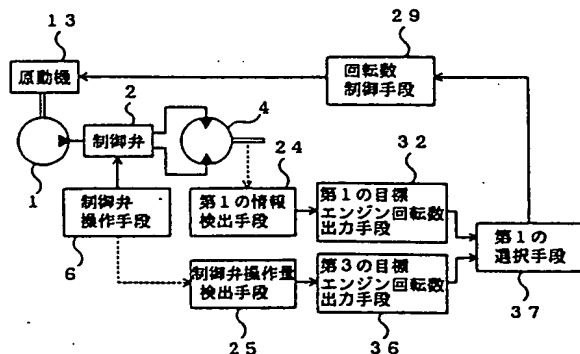 13
原動機
29
回転数
制御手段
2
制御弁
4
1
制御弁
操作手段
6
24
第1の情報
検出手段
32
第1の目標
エンジン回転数
出力手段
第1の
選択手段
37
制御弁操作量
検出手段
25
第3の目標
エンジン回転数
出力手段
36